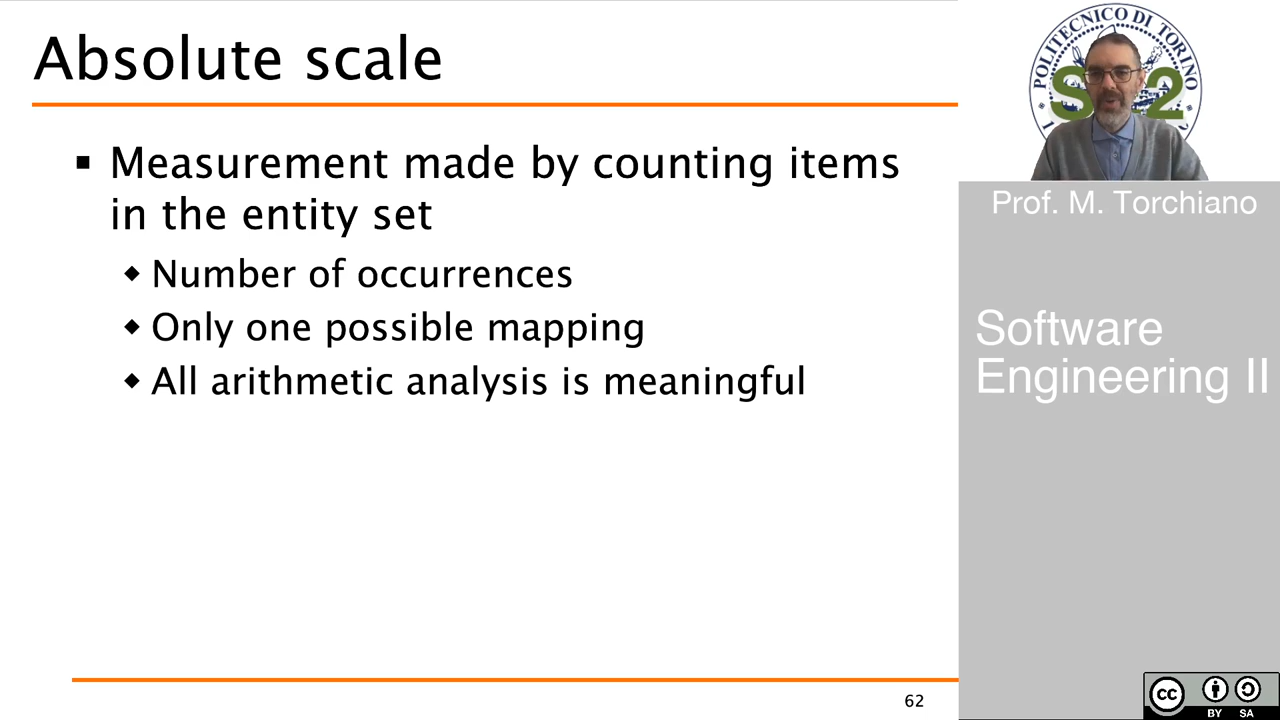 Absolute scale
Measurement made by counting items
in the entity set
Number of occurrences
Only one possible mapping
All arithmetic analysis is meaningful
62
POLITECNICO DI TORINO
Prof. M. Torchiano
Software
Engineering II
cc
BY SA